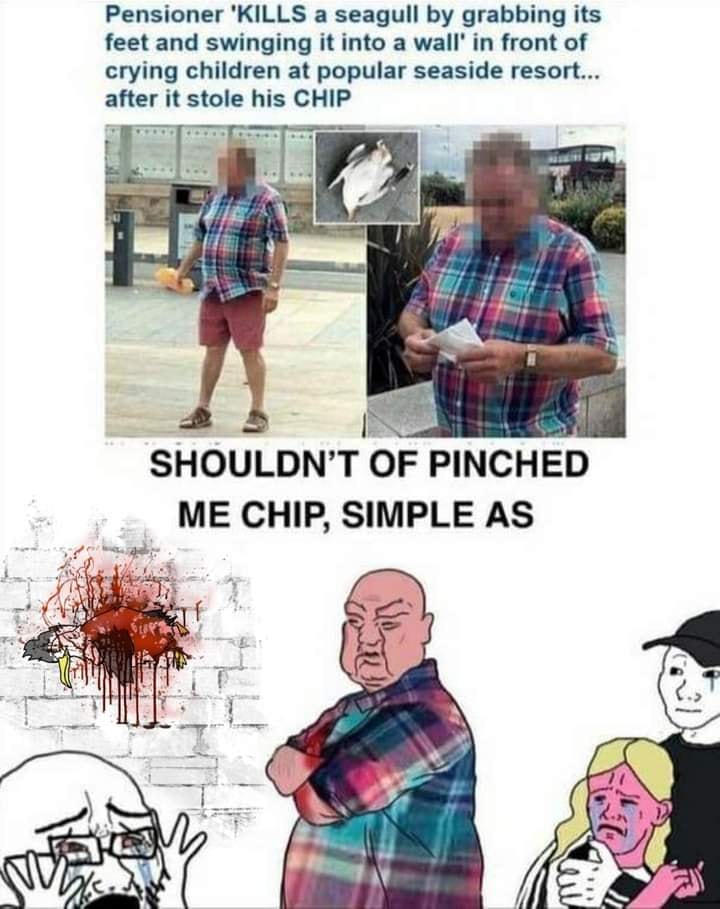 Pensioner 'KILLS a seagull by grabbing its
feet and swinging it into a wall' in front of
crying children at popular seaside resort...
after it stole his CHIP
SHOULDN'T OF PINCHED
ME CHIP, SIMPLE AS